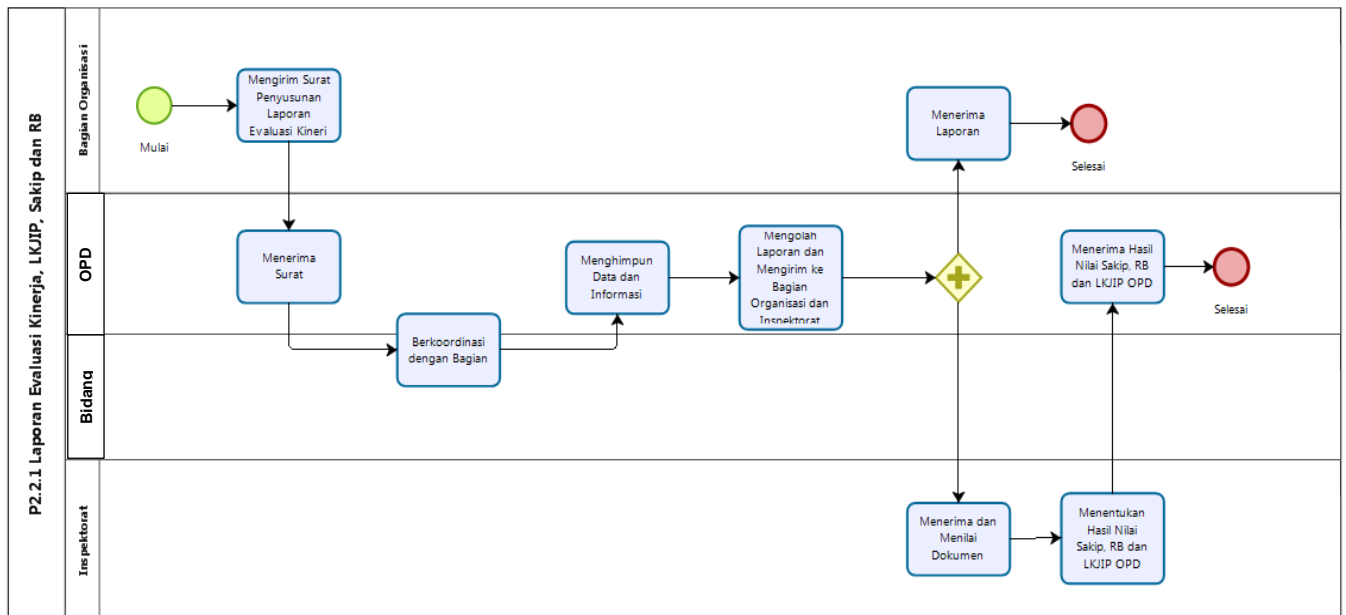 P2.2.1 Laporan Evaluasi Kinerja, LKJIP, Sakip dan RB
Bagian Organisasi
Mulai
Mengirim Surat
Penyusunan
Laporan
Evaluasi Kinerj
Menerima
Laporan
Selesai
OPD
Menerima
Surat
Menghimpun
Data dan
Informasi
Mengolah
Laporan dan
Mengirim ke
Bagian
Organisasi dan
Inspektorat
Menerima Hasil
Nilai Sakip, RB
dan LKJIP OPD
Selesai
Bidang
Berkoordinasi
dengan Bagian
Inspektorat
Menerima dan
Menilai
Dokumen
Menentukan
Hasil Nilai
Sakip, RB dan
LKJIP OPD